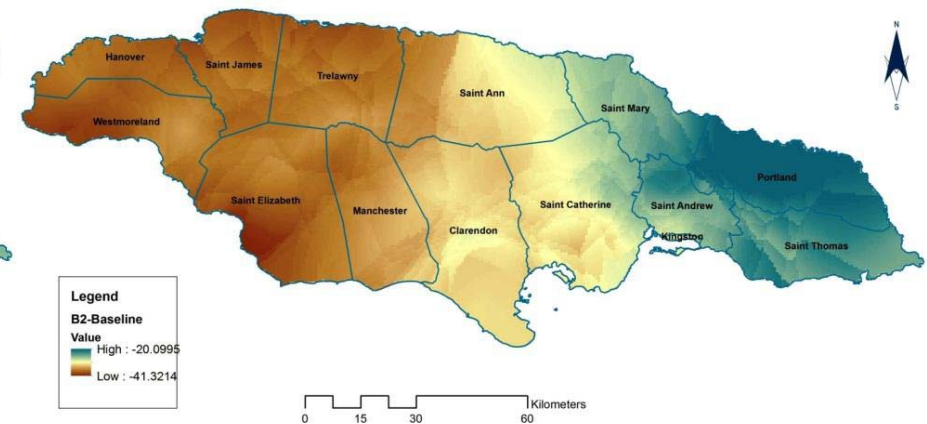 N
S
Hanover
Saint James
Trelawny
Saint Ann
Saint Mary
Westmoreland
Portland
Saint Elizabeth
Manchester
Clarendon
Saint Catherine
Saint Andrew
Kingston
Saint Thomas
Legend
B2-Baseline
Value
High : -20.0995
Low : -41.3214
Kilometers
0 15 30 60